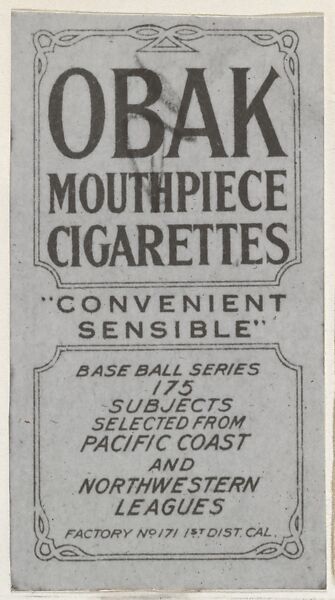 OBAK
MOUTHPIECE
CIGARETTES
"CONVENIENT
SENSIBLE"
BASE BALL SERIES
175
SUBJECTS
SELECTED FROM
PACIFIC COAST
AND
NORTHWESTERN
LEAGUES
FACTORY No 171 1ST DIST. CAL.